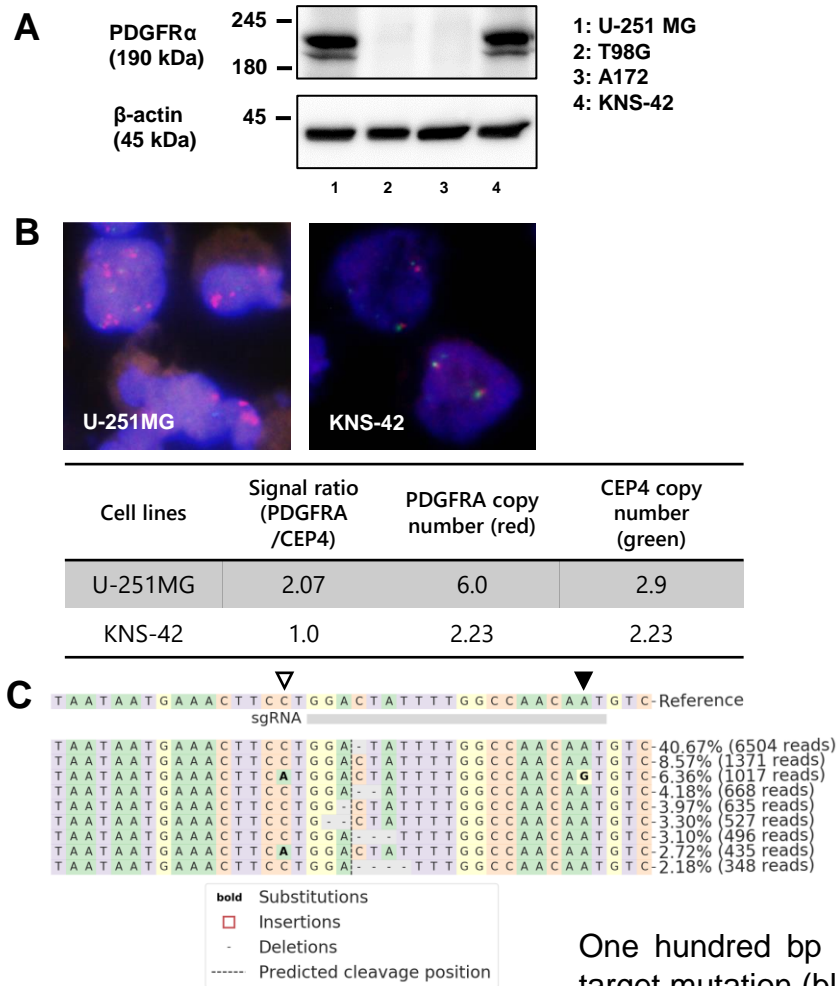 A
PDGFRα
(190 kDa)
245
180
β-actin
(45 kDa)
45
1 2 3 4
1: U-251 MG
2: T98G
3: A172
4: KNS-42
B
U-251MG
KNS-42
Cell lines
Signal ratio
(PDGFRA
/CEP4)
PDGFRA copy
number (red)
CEP4 copy
number
(green)
U-251MG 2.07 6.0 2.9
KNS-42 1.0 2.23 2.23
C
T A A T A A T G A A A C T T C C T G G A C T A T T T T G G C C A A C A A T G T C - Reference
sgRNA
T A A T A A T G A A A C T T C C T G G A - T A T T T T G G C C A A C A A T G T C - 40.67% (6504 reads)
T A A T A A T G A A A C T T C C T G G A C T A T T T T G G C C A A C A A T G T C - 8.57% (1371 reads)
T A A T A A T G A A A C T T C A T G G A C T A T T T T G G C C A A C A G T G T C - 6.36% (1017 reads)
T A A T A A T G A A A C T T C C T G G A - - A T T T T G G C C A A C A A T G T C - 4.18% (668 reads)
T A A T A A T G A A A C T T C C T G G - C T A T T T T G G C C A A C A A T G T C - 3.97% (635 reads)
T A A T A A T G A A A C T T C C T G - - C T A T T T T G G C C A A C A A T G T C - 3.30% (527 reads)
T A A T A A T G A A A C T T C C T G G A - - - T T T T G G C C A A C A A T G T C - 3.10% (496 reads)
T A A T A A T G A A A C T T C A T G G A C T A T T T T G G C C A A C A A T G T C - 2.72% (435 reads)
T A A T A A T G A A A C T T C C T G G A - - - - T T T G G C C A A C A A T G T C - 2.18% (348 reads)
bold Substitutions
Insertions
- Deletions
------ Predicted cleavage position
One hundred bp
target mutation (bl